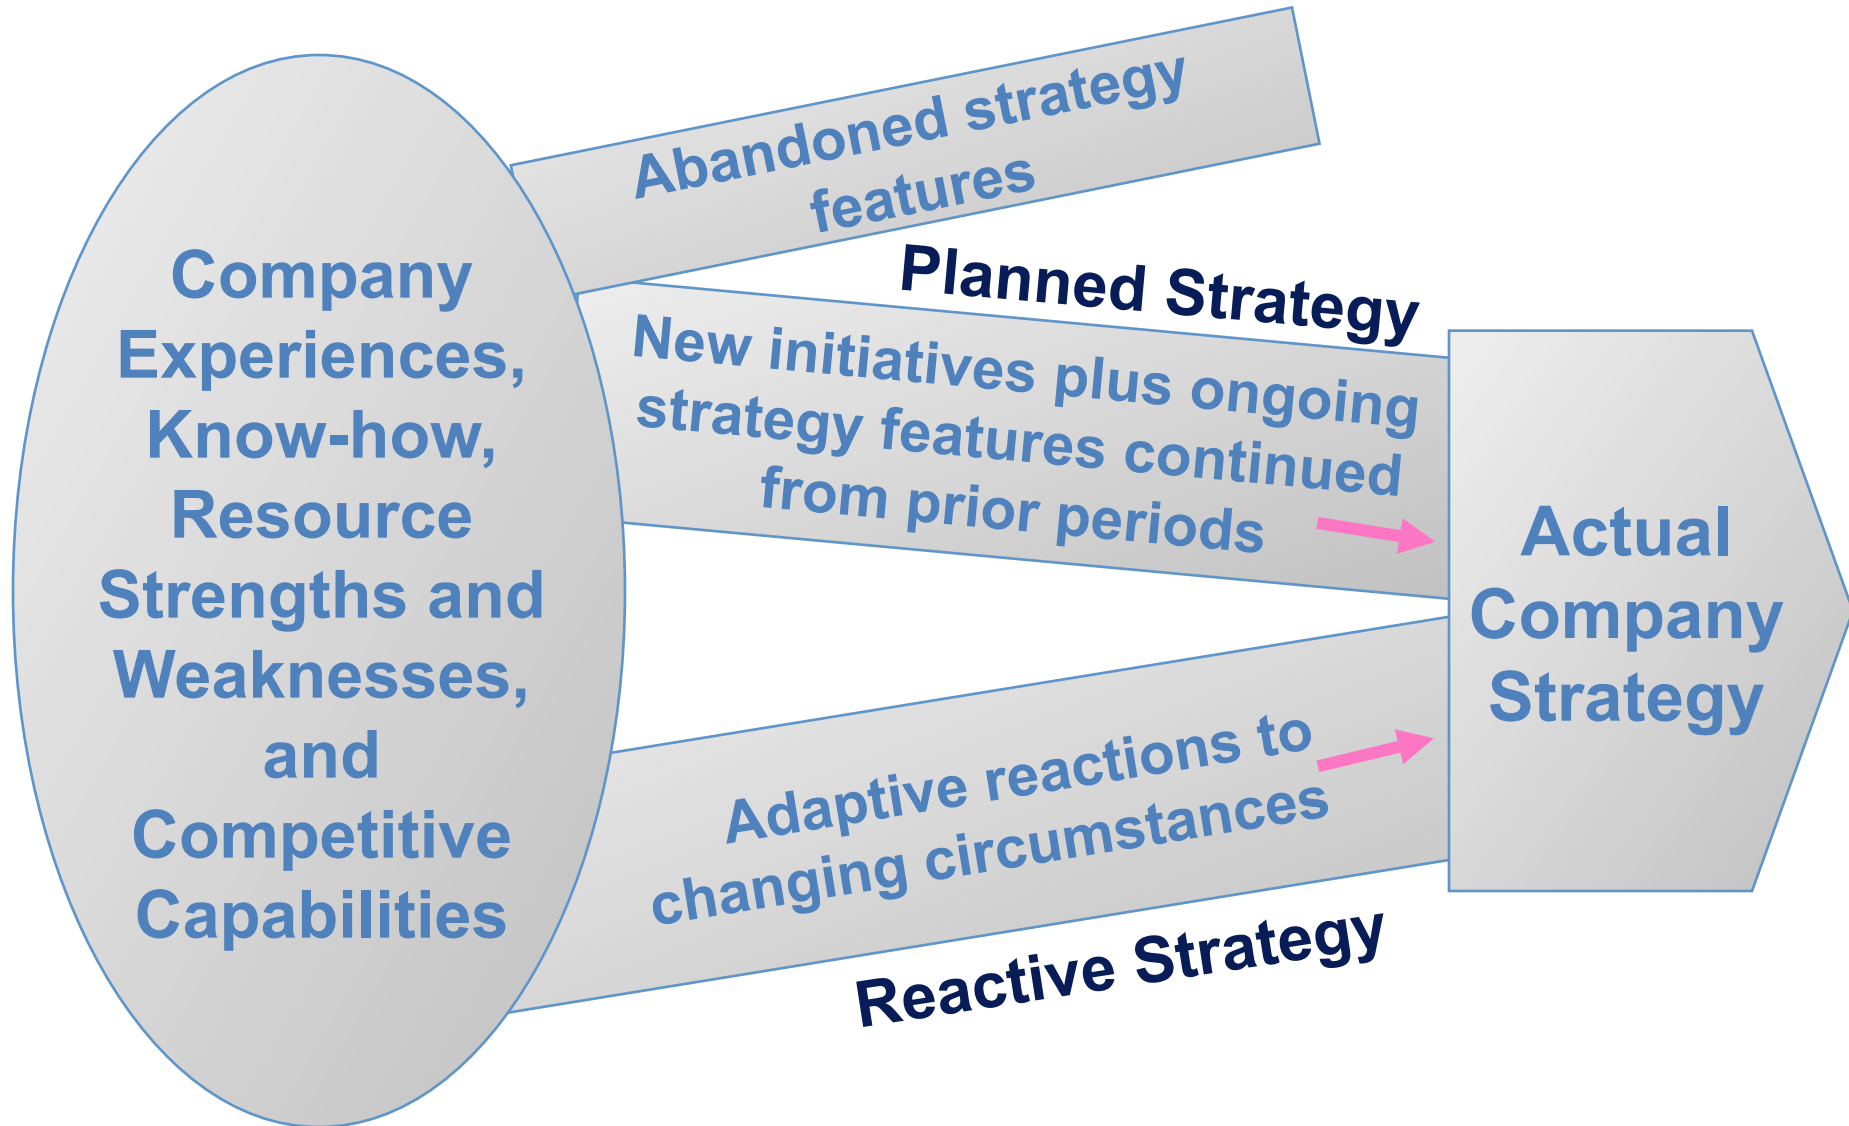 Company
Experiences,
Know-how,
Resource
Strengths and
Weaknesses,
and
Competitive
Capabilities
Abandoned strategy
features
Planned Strategy
New initiatives plus ongoing
strategy features continued
from prior periods
Adaptive reactions to
changing circumstances
Reactive Strategy
Actual
Company
Strategy